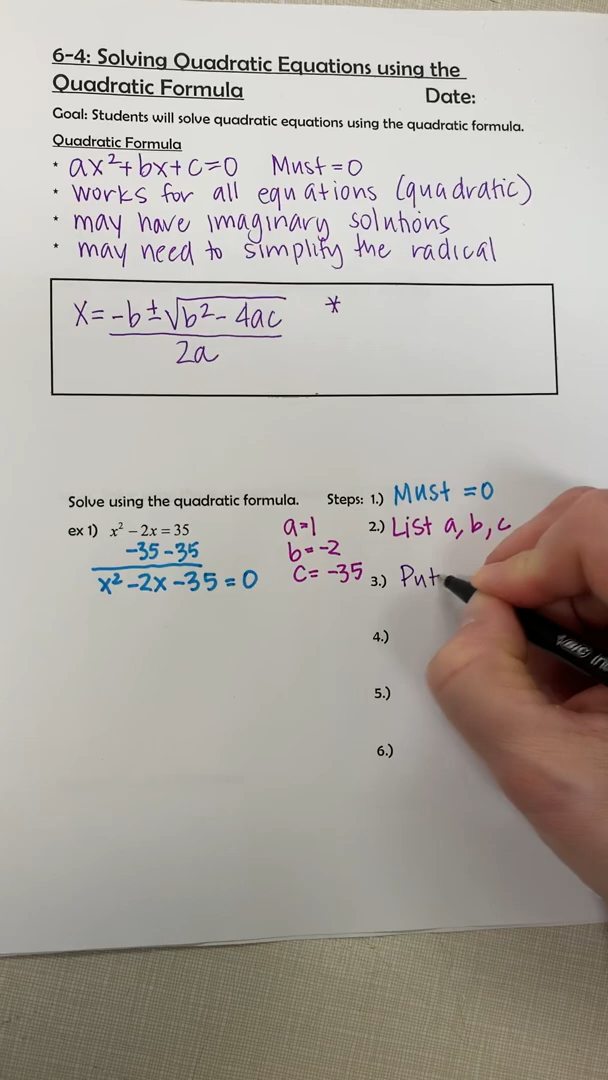 6-4: Solving Quadratic Equations using the
Quadratic Formula Date:
Goal: Students will solve quadratic equations using the quadratic formula.
Quadratic Formula
• ax²+bx+c=0 Must=0
• works for all equations (quadratic)
• may have imaginary solutions
• may need to simplify the radical
x = -b±√b²-4ac *
2a
Solve using the quadratic formula. Steps: 1.) Must =0
ex 1) x² – 2x = 35 a=1 2.) List a, b, c
-35 -35 b=-2
x²-2x-35=0 c= -35 3.) Put
4.)
5.)
6.)
BIC